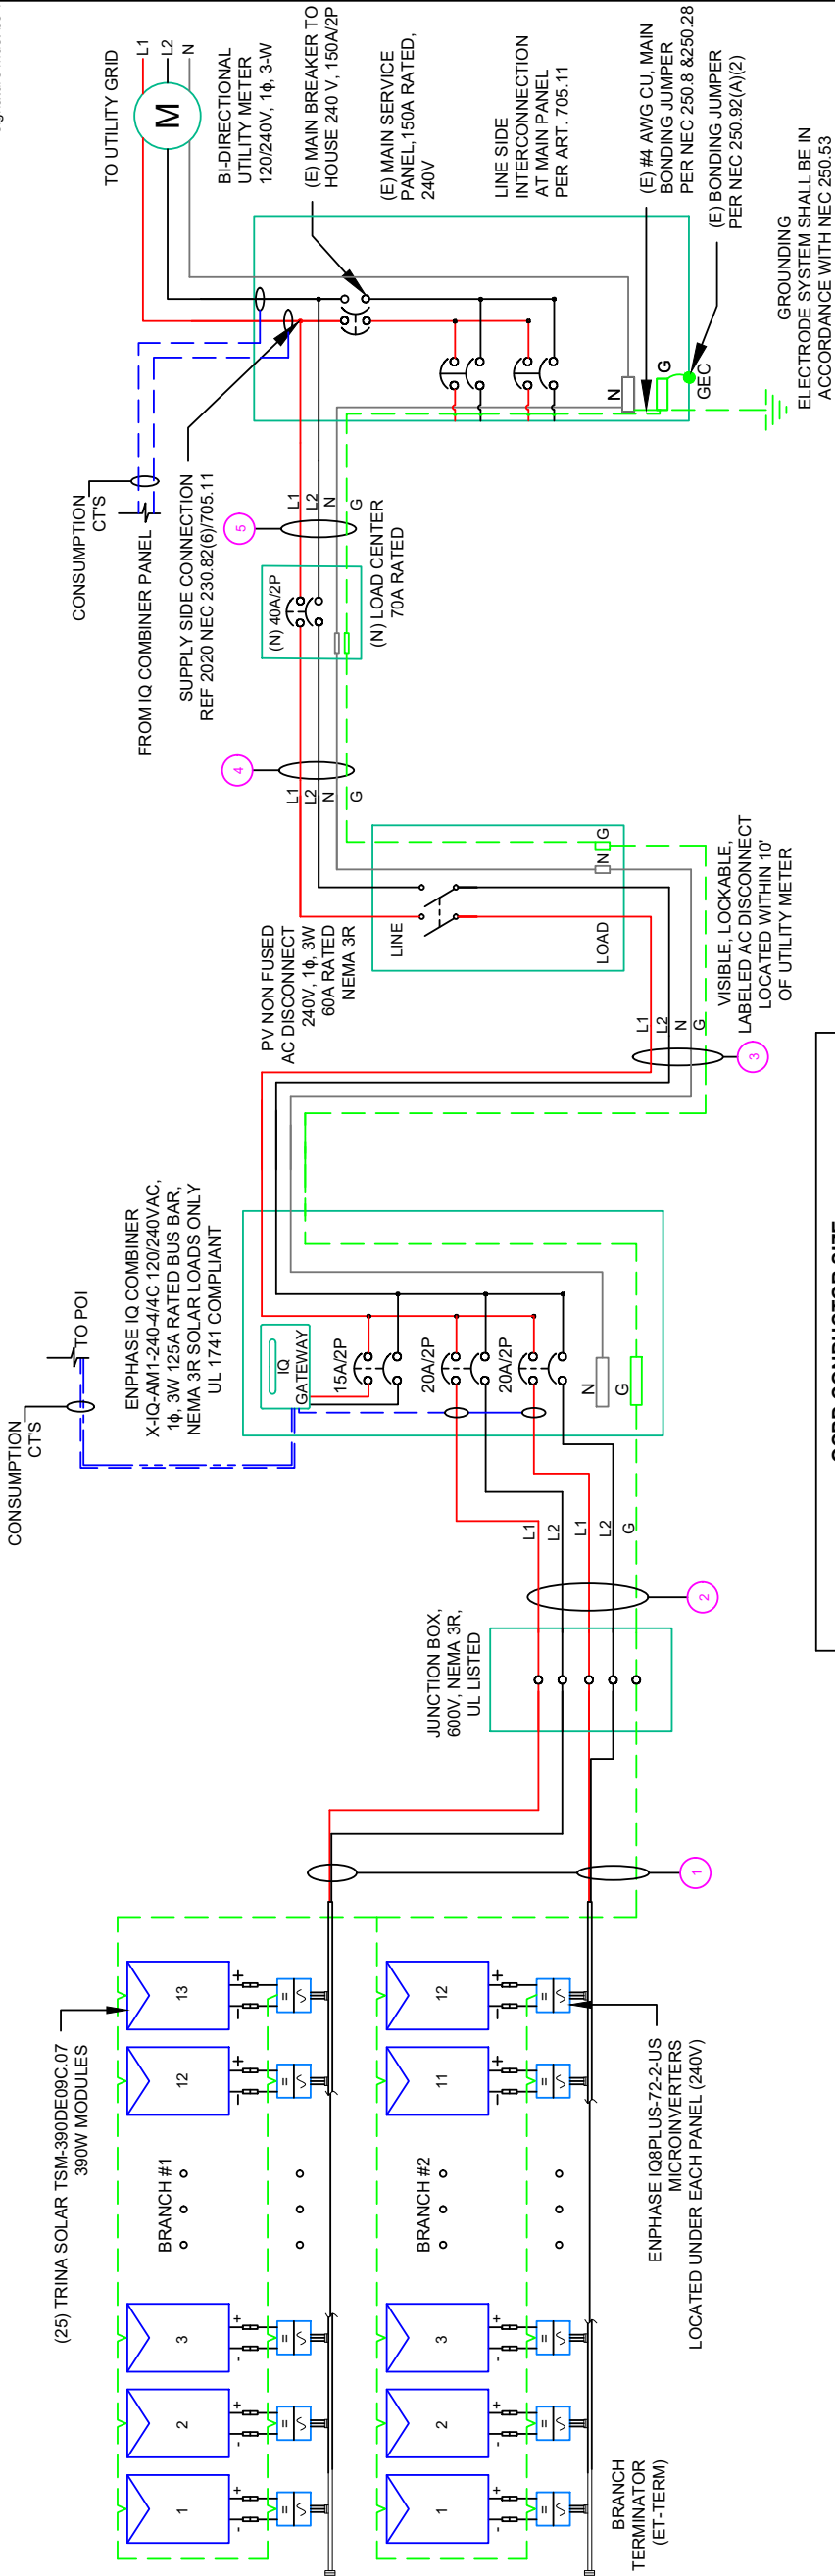 (25) TRINA SOLAR TSM-390DE09C.07
390W MODULES
BRANCH #1
1
2
3
12
13
+
-
+
-
+
-
+
-
+
-
=
=
=
=
=
BRANCH #2
1
2
3
11
12
+
-
+
-
+
-
+
-
+
-
=
=
=
=
=
BRANCH
TERMINATOR
(ET-TERM)
ENPHASE IQ8PLUS-72-2-US
MICROINVERTERS
LOCATED UNDER EACH PANEL (240V)
1
JUNCTION BOX,
600V, NEMA 3R,
UL LISTED
2
L1
L2
L1
L2
G
CONSUMPTION
CT'S
TO POI
ENPHASE IQ COMBINER
X-IQ-AM1-240-4/4C 120/240VAC,
1ϕ, 3W 125A RATED BUS BAR,
NEMA 3R SOLAR LOADS ONLY
UL 1741 COMPLIANT
IQ
GATEWAY
15A/2P
20A/2P
20A/2P
N
G
L1
L2
N
G
3
PV NON FUSED
AC DISCONNECT
240V, 1ϕ, 3W
60A RATED
NEMA 3R
LINE
LOAD
N
G
VISIBLE, LOCKABLE,
LABELED AC DISCONNECT
LOCATED WITHIN 10'
OF UTILITY METER
4
L1
L2
N
G
(N) 40A/2P
(N) LOAD CENTER
70A RATED
5
L1
L2
N
G
CONSUMPTION
CT'S
FROM IQ COMBINER PANEL
SUPPLY SIDE CONNECTION
REF 2020 NEC 230.82(6)/705.11
TO UTILITY GRID
L1
L2
N
M
BI-DIRECTIONAL
UTILITY METER
120/240V, 1ϕ, 3-W
(E) MAIN BREAKER TO
HOUSE 240 V, 150A/2P
(E) MAIN SERVICE
PANEL,150A RATED,
240V
LINE SIDE
INTERCONNECTION
AT MAIN PANEL
PER ART. 705.11
N
G
GEC
(E) #4 AWG CU, MAIN
BONDING JUMPER
PER NEC 250.8 &250.28
(E) BONDING JUMPER
PER NEC 250.92(A)(2)
GROUNDING
ELECTRODE SYSTEM SHALL BE IN
ACCORDANCE WITH NEC 250.53